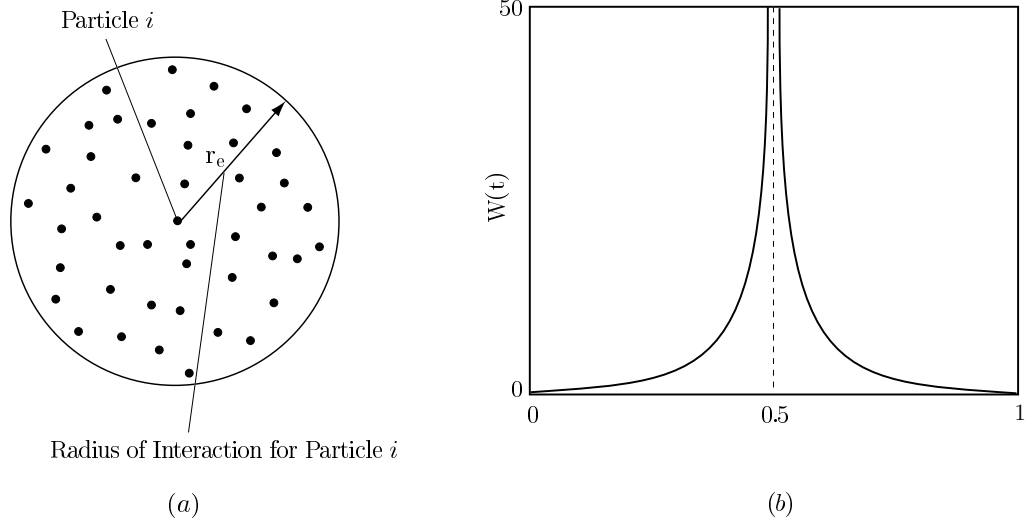 Particle i
r_e
Radius of Interaction for Particle i
(a)
50
W(t)
0
0
0.5
1
(b)